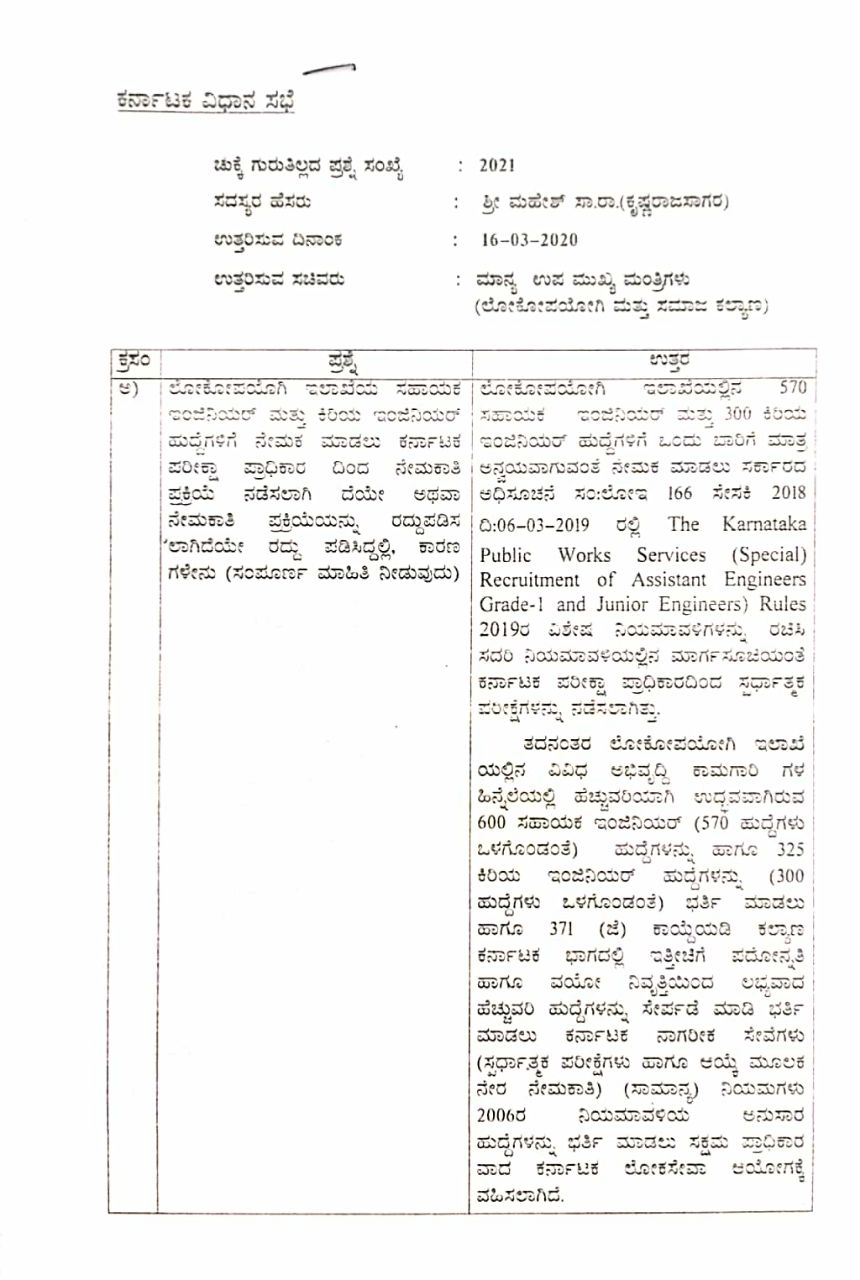 ಕರ್ನಾಟಕ ವಿಧಾನ ಸಭೆ
ಚುಕ್ಕೆ ಗುರುತಿಲ್ಲದ ಪ್ರಶ್ನೆ ಸಂಖ್ಯೆ : 2021
ಸದಸ್ಯರ ಹೆಸರು : ಶ್ರೀ ಮಹೇಶ್ ಸಾ.ರಾ.(ಕೃಷ್ಣರಾಜಸಾಗರ)
ಉತ್ತರಿಸುವ ದಿನಾಂಕ : 16-03-2020
ಉತ್ತರಿಸುವ ಸಚಿವರು : ಮಾನ್ಯ ಉಪ ಮುಖ್ಯ ಮಂತ್ರಿಗಳು
(ಲೋಕೋಪಯೋಗಿ ಮತ್ತು ಸಮಾಜ ಕಲ್ಯಾಣ)
ಕ್ರಸಂ ಪ್ರಶ್ನೆ ಉತ್ತರ
ಅ) ಲೋಕೋಪಯೋಗಿ ಇಲಾಖೆಯ ಸಹಾಯಕ
ಇಂಜಿನಿಯರ್ ಮತ್ತು ಕಿರಿಯ ಇಂಜಿನಿಯರ್
ಹುದ್ದೆಗಳಿಗೆ ನೇಮಕ ಮಾಡಲು ಕರ್ನಾಟಕ
ಪರೀಕ್ಷಾ ಪ್ರಾಧಿಕಾರ ದಿಂದ ನೇಮಕಾತಿ
ಪ್ರಕ್ರಿಯೆ ನಡೆಸಲಾಗಿ ದೆಯೇ ಅಥವಾ
ನೇಮಕಾತಿ ಪ್ರಕ್ರಿಯೆಯನ್ನು ರದ್ದುಪಡಿಸ
ಲಾಗಿದೆಯೇ ರದ್ದು ಪಡಿಸಿದ್ದಲ್ಲಿ, ಕಾರಣ
ಗಳೇನು (ಸಂಪೂರ್ಣ ಮಾಹಿತಿ ನೀಡುವುದು)
ಲೋಕೋಪಯೋಗಿ ಇಲಾಖೆಯಲ್ಲಿನ 570
ಸಹಾಯಕ ಇಂಜಿನಿಯರ್ ಮತ್ತು 300 ಕಿರಿಯ
ಇಂಜಿನಿಯರ್ ಹುದ್ದೆಗಳಿಗೆ ಒಂದು ಬಾರಿಗೆ ಮಾತ್ರ
ಅನ್ವಯವಾಗುವಂತೆ ನೇಮಕ ಮಾಡಲು ಸರ್ಕಾರದ
ಅಧಿಸೂಚನೆ ಸಂ:ಲೋಇ 166 ಸೇಸಕಿ 2018
ದಿ:06-03-2019 ರಲ್ಲಿ The Karnataka
Public Works Services (Special)
Recruitment of Assistant Engineers
Grade-1 and Junior Engineers) Rules
2019ರ ವಿಶೇಷ ನಿಯಮಾವಳಿಗಳನ್ನು ರಚಿಸಿ
ಸದರಿ ನಿಯಮಾವಳಿಯಲ್ಲಿನ ಮಾರ್ಗಸೂಚಿಯಂತೆ
ಕರ್ನಾಟಕ ಪರೀಕ್ಷಾ ಪ್ರಾಧಿಕಾರದಿಂದ ಸ್ಪರ್ಧಾತ್ಮಕ
ಪರೀಕ್ಷೆಗಳನ್ನು ನಡೆಸಲಾಗಿತ್ತು.
ತದನಂತರ ಲೋಕೋಪಯೋಗಿ ಇಲಾಖೆ
ಯಲ್ಲಿನ ವಿವಿಧ ಅಭಿವೃದ್ದಿ ಕಾಮಗಾರಿ ಗಳ
ಹಿನ್ನೆಲೆಯಲ್ಲಿ ಹೆಚ್ಚುವರಿಯಾಗಿ ಉದ್ಭವವಾಗಿರುವ
600 ಸಹಾಯಕ ಇಂಜಿನಿಯರ್ (570 ಹುದ್ದೆಗಳು
ಒಳಗೊಂಡಂತೆ) ಹುದ್ದೆಗಳನ್ನು ಹಾಗೂ 325
ಕಿರಿಯ ಇಂಜಿನಿಯರ್ ಹುದ್ದೆಗಳನ್ನು (300
ಹುದ್ದೆಗಳು ಒಳಗೊಂಡಂತೆ) ಭರ್ತಿ ಮಾಡಲು
ಹಾಗೂ 371 (ಜೆ) ಕಾಯ್ದೆಯಡಿ ಕಲ್ಯಾಣ
ಕರ್ನಾಟಕ ಭಾಗದಲ್ಲಿ ಇತ್ತೀಚಿಗೆ ಪದೋನ್ನತಿ
ಹಾಗೂ ವಯೋ ನಿವೃತ್ತಿಯಿಂದ ಲಭ್ಯವಾದ
ಹೆಚ್ಚುವರಿ ಹುದ್ದೆಗಳನ್ನು ಸೇರ್ಪಡೆ ಮಾಡಿ ಭರ್ತಿ
ಮಾಡಲು ಕರ್ನಾಟಕ ನಾಗರೀಕ ಸೇವೆಗಳು
(ಸ್ಪರ್ಧಾತ್ಮಕ ಪರೀಕ್ಷೆಗಳು ಹಾಗೂ ಆಯ್ಕೆ ಮೂಲಕ
ನೇರ ನೇಮಕಾತಿ) (ಸಾಮಾನ್ಯ) ನಿಯಮಗಳು
2006ರ ನಿಯಮಾವಳಿಯ ಅನುಸಾರ
ಹುದ್ದೆಗಳನ್ನು ಭರ್ತಿ ಮಾಡಲು ಸಕ್ಷಮ ಪ್ರಾಧಿಕಾರ
ವಾದ ಕರ್ನಾಟಕ ಲೋಕಸೇವಾ ಆಯೋಗಕ್ಕೆ
ವಹಿಸಲಾಗಿದೆ.